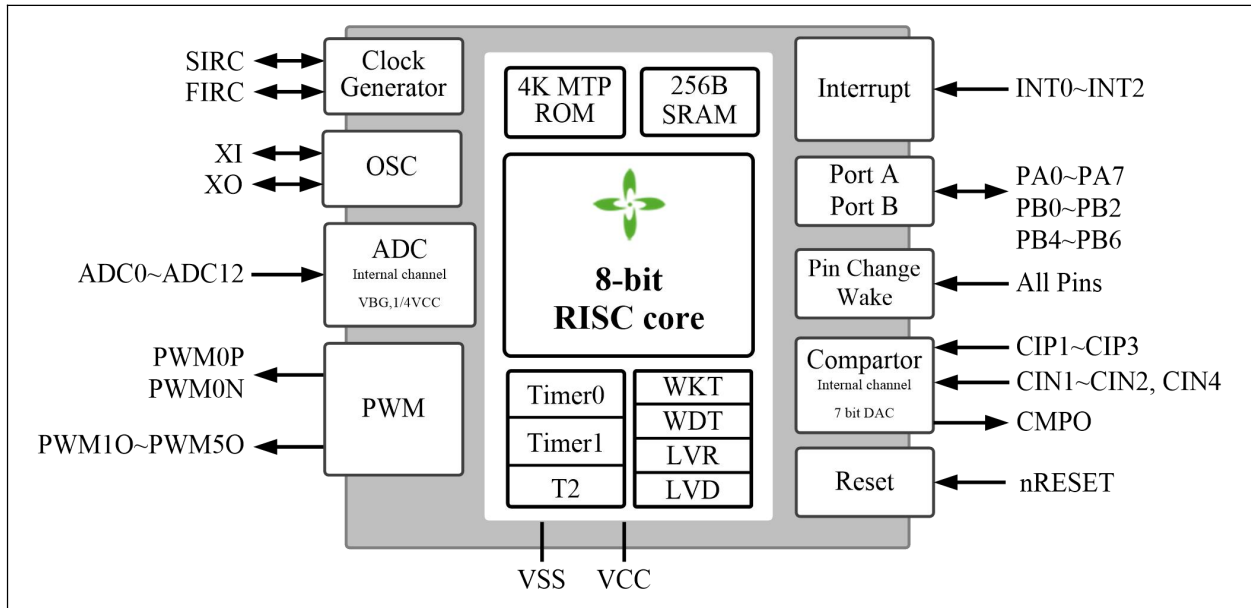 SIRC
FIRC
Clock
Generator
XI
XO
OSC
ADC0~ADC12
ADC
Internal channel
VBG,1/4VCC
PWM0P
PWM0N
PWM1O~PWM5O
PWM
4K MTP
ROM
256B
SRAM
8-bit
RISC core
Timer0
Timer1
T2
WKT
WDT
LVR
LVD
VSS
VCC
Interrupt
INT0~INT2
Port A
Port B
PA0~PA7
PB0~PB2
PB4~PB6
Pin Change
Wake
All Pins
Compartor
Internal channel
7 bit DAC
CIP1~CIP3
CIN1~CIN2, CIN4
CMPO
Reset
nRESET